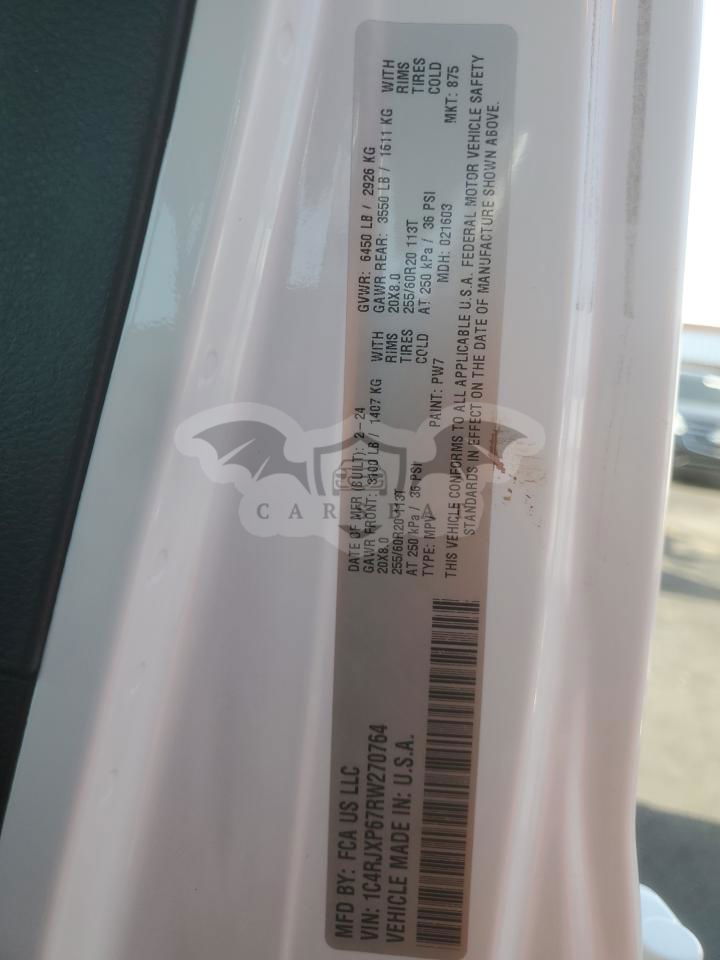 MFD BY: FCA US LLC
VIN: 1C4RJXP67RW270764
VEHICLE MADE IN: U.S.A.
DATE OF MFR (BUILT): 2-24
GAWR FRONT: 3100 LB / 1407 KG WITH
20X8.0 RIMS
255/60R20 113T TIRES
AT 250 kPa / 36 PSI COLD
TYPE: MPV PAINT: PW7
GVWR: 6450 LB / 2926 KG
GAWR REAR: 3550 LB / 1611 KG WITH
20X8.0 RIMS
255/60R20 113T TIRES
AT 250 kPa / 36 PSI COLD
MDH: 021603 MKT: 875
THIS VEHICLE CONFORMS TO ALL APPLICABLE U.S.A. FEDERAL MOTOR VEHICLE SAFETY
STANDARDS IN EFFECT ON THE DATE OF MANUFACTURE SHOWN ABOVE.